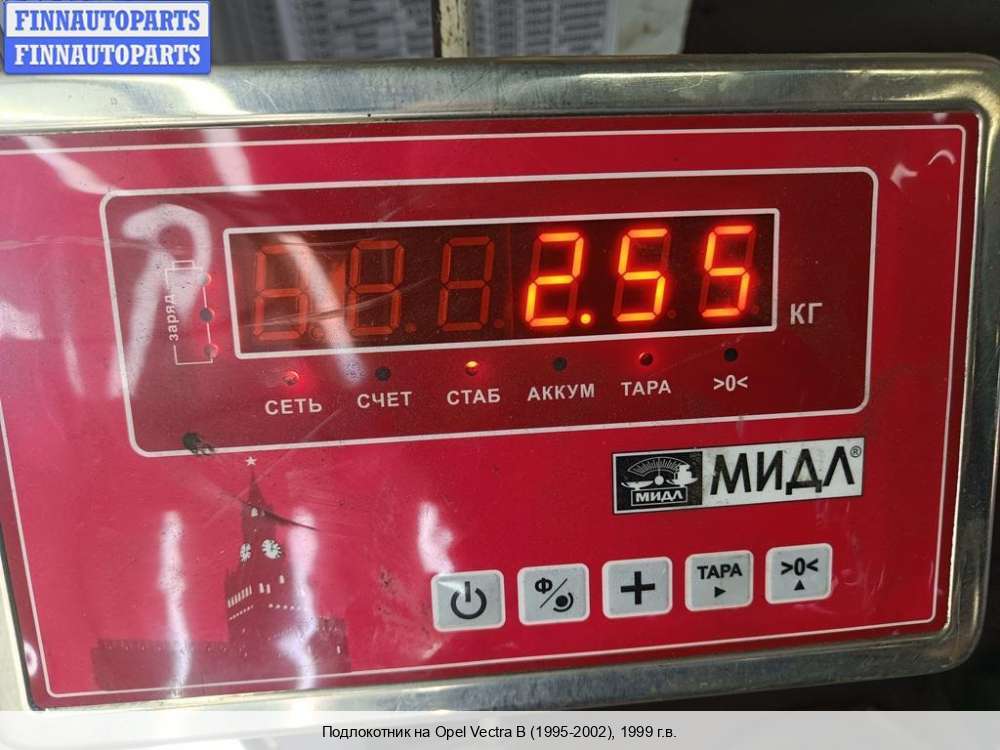 FINNAUTOPARTS
FINNAUTOPARTS
2.55
КГ
заряд
СЕТЬ СЧЕТ СТАБ АККУМ ТАРА >0<
МИДЛ МИДЛ®
Ф ТАРА >0<
Подлокотник на Opel Vectra B (1995-2002), 1999 г.в.